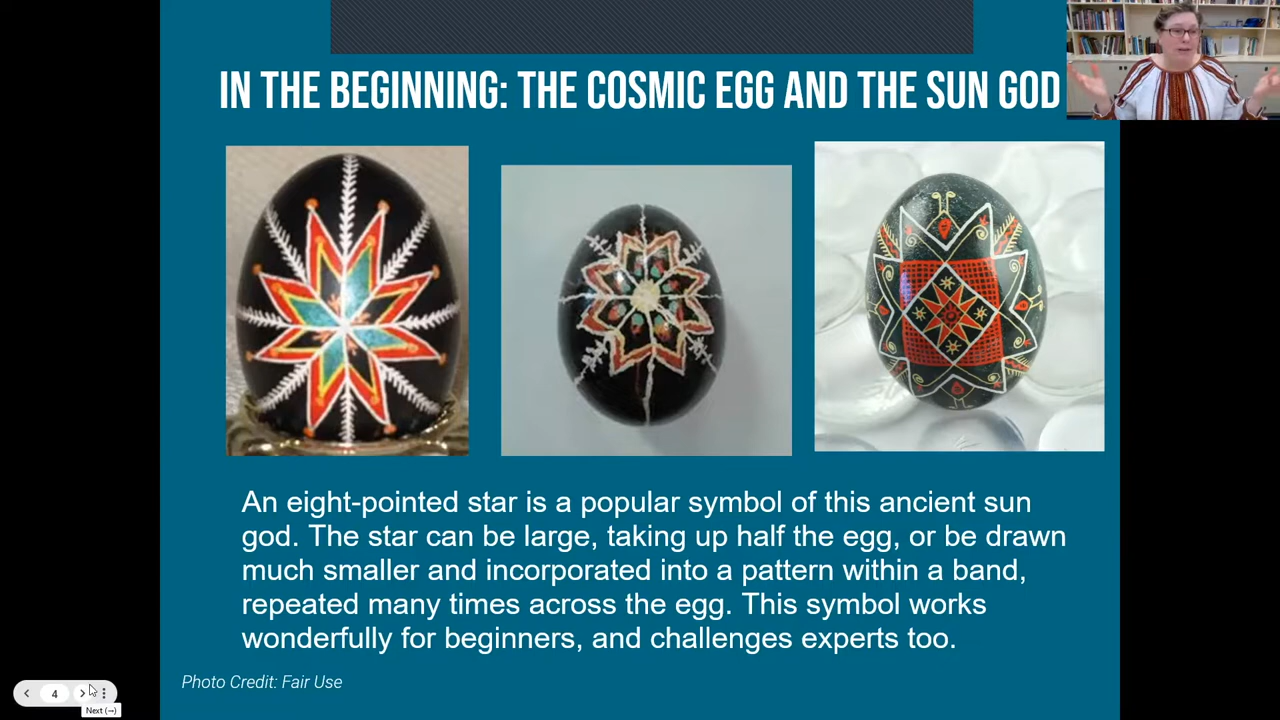 IN THE BEGINNING: THE COSMIC EGG AND THE SUN GOD
An eight-pointed star is a popular symbol of this ancient sun
god. The star can be large, taking up half the egg, or be drawn
much smaller and incorporated into a pattern within a band,
repeated many times across the egg. This symbol works
wonderfully for beginners, and challenges experts too.
Photo Credit: Fair Use
4
Next (→)